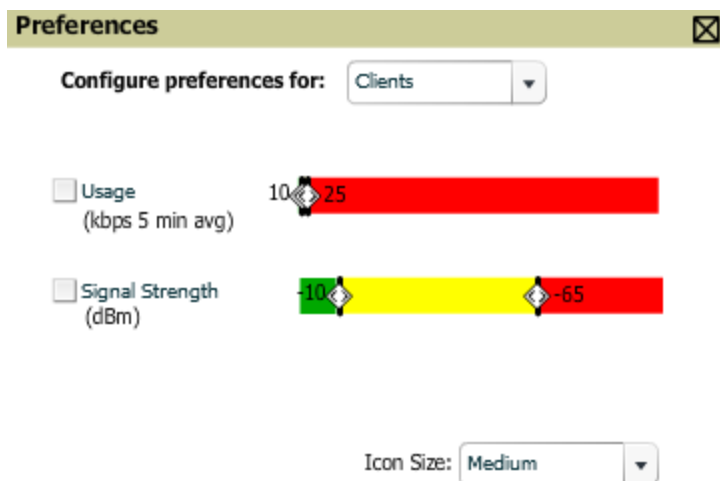 Preferences
Configure preferences for: Clients
Usage 10 25
(kbps 5 min avg)
Signal Strength -10 -65
(dBm)
Icon Size: Medium